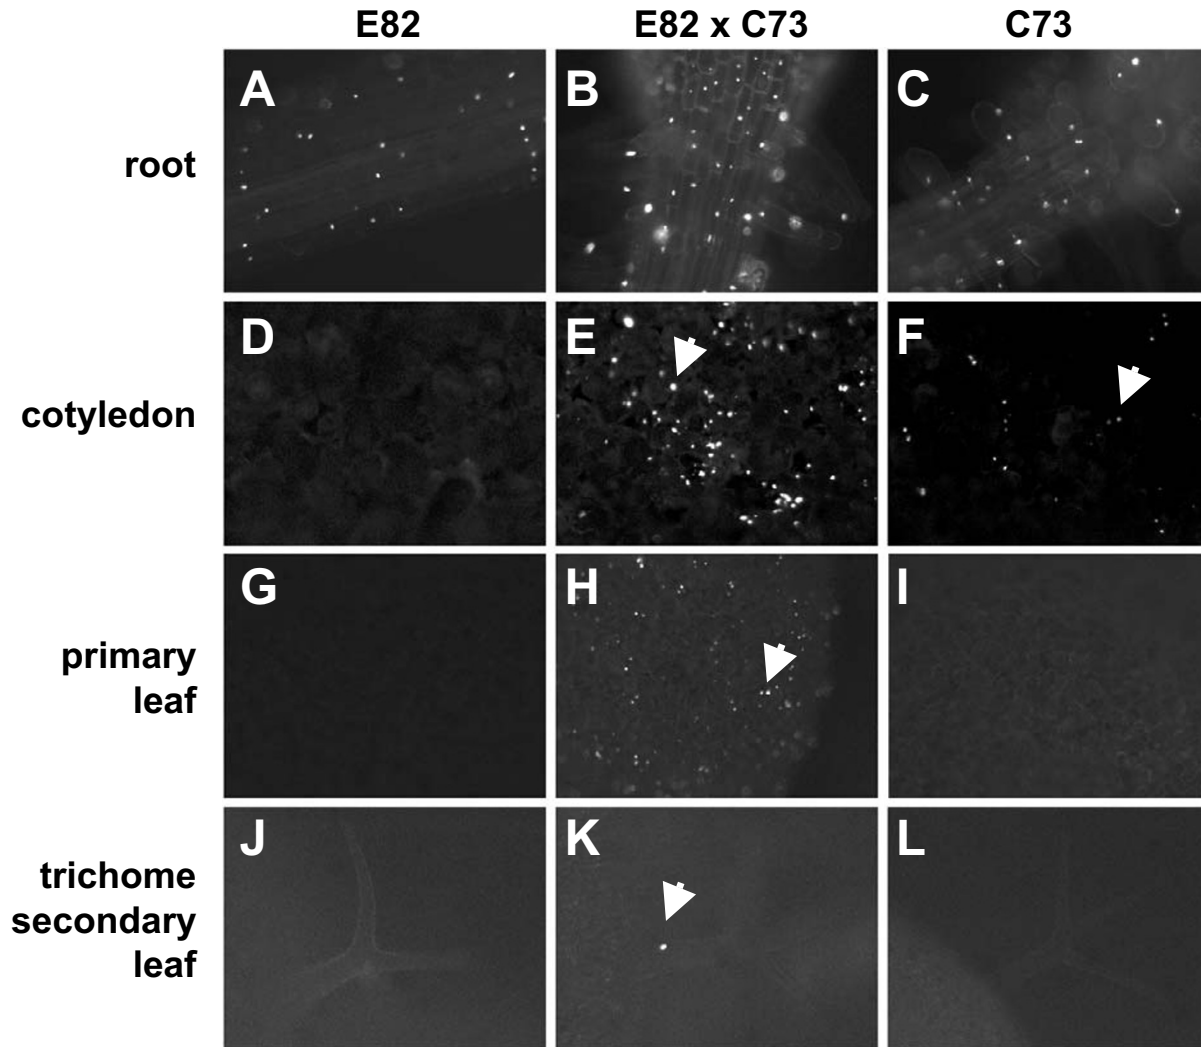 E82 E82 x C73 C73
root A B C
cotyledon D E F
primary
leaf
G H I
trichome
secondary
leaf
J K L